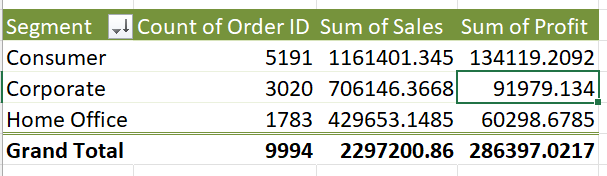 Segment Count of Order ID Sum of Sales Sum of Profit
Consumer 5191 1161401.345 134119.2092
Corporate 3020 706146.3668 91979.134
Home Office 1783 429653.1485 60298.6785
Grand Total 9994 2297200.86 286397.0217